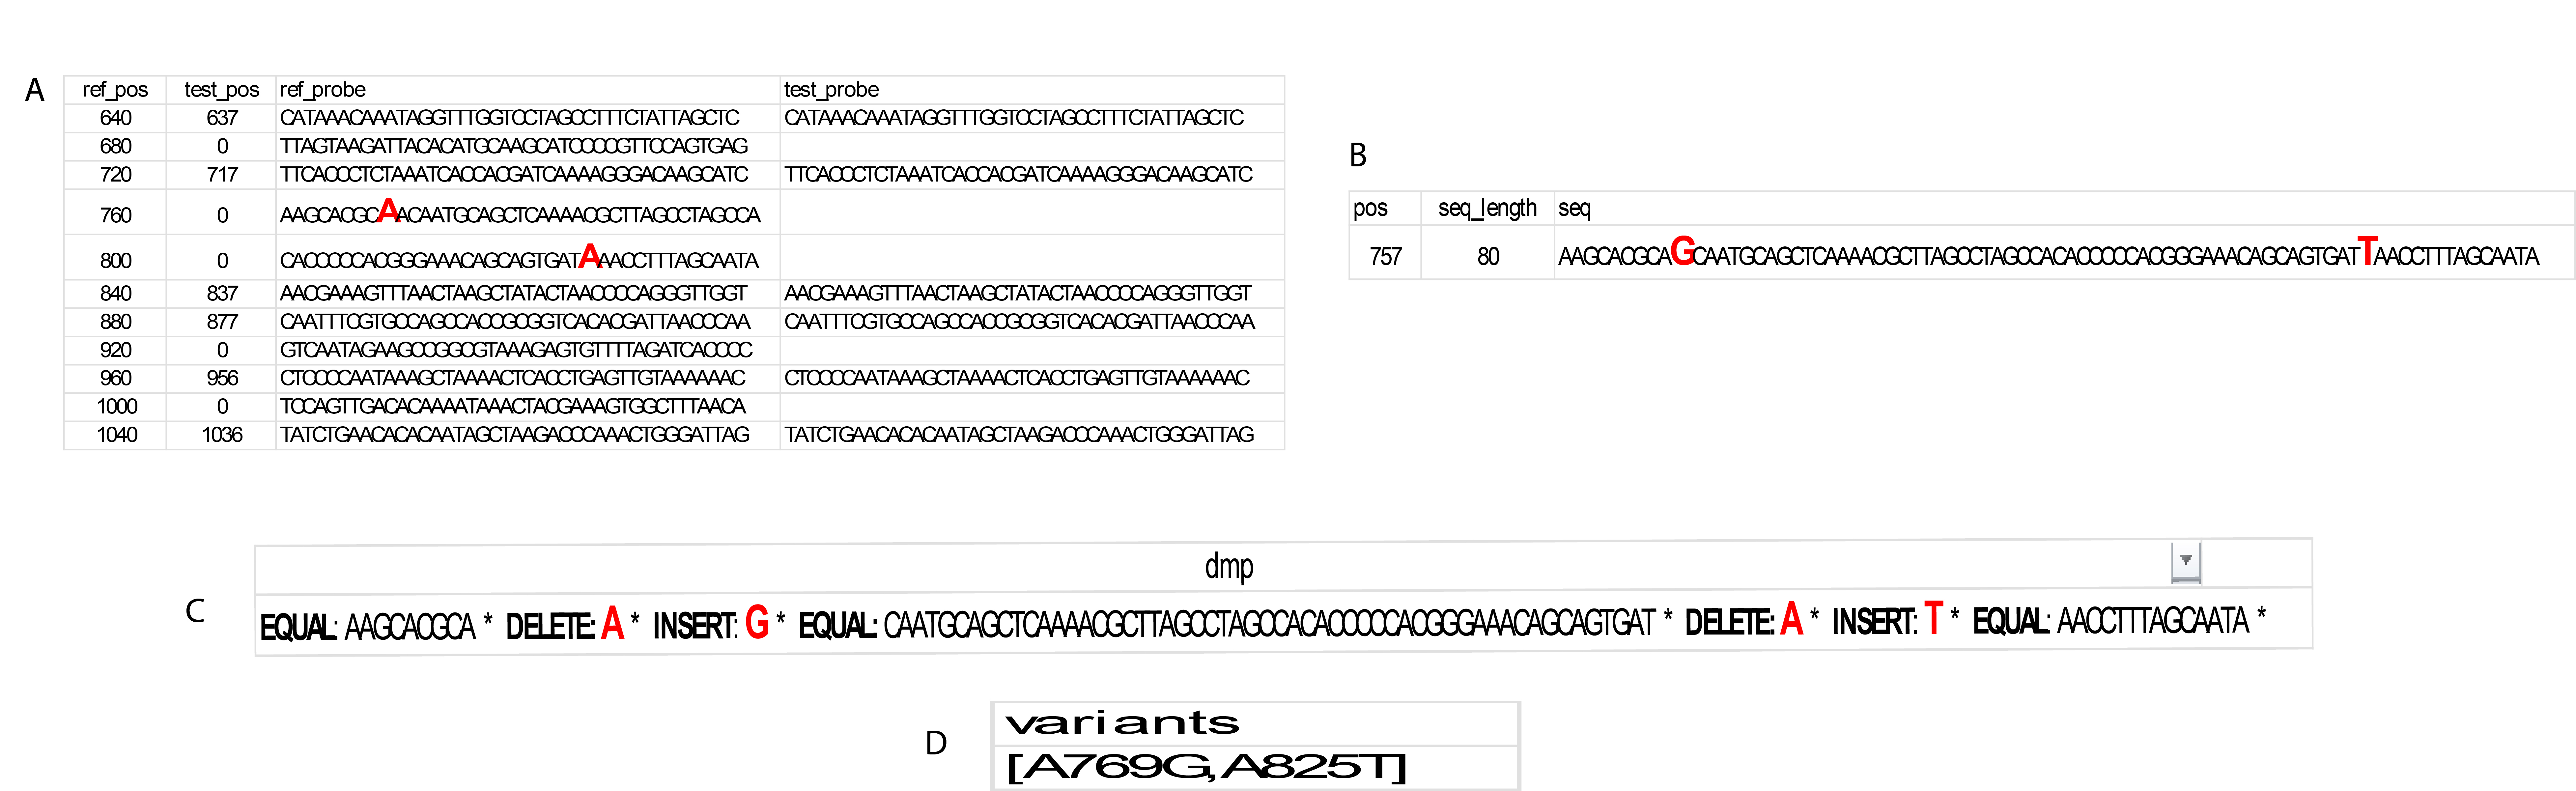 A
ref_pos test_pos ref_probe test_probe
640 637 CATAAACAAATAGGTTTGGTCCTAGCCTTTCTATTAGCTC CATAAACAAATAGGTTTGGTCCTAGCCTTTCTATTAGCTC
680 0 TTAGTAAGATTACACATGCAAGCATCCCCGTTCCAGTGAG
720 717 TTCACCCTCTAAATCACCACGATCAAAAGGGACAAGCATC TTCACCCTCTAAATCACCACGATCAAAAGGGACAAGCATC
760 0 AAGCACGCAACAATGCAGCTCAAAACGCTTAGCCTAGCCA
800 0 CACCCCCACGGGAAACAGCAGTGATAAACCTTTAGCAATA
840 837 AACGAAAGTTTAACTAAGCTATACTAACCCCAGGGTTGGT AACGAAAGTTTAACTAAGCTATACTAACCCCAGGGTTGGT
880 877 CAATTTCGTGCCAGCCACCGCGGTCACACGATTAACCCAA CAATTTCGTGCCAGCCACCGCGGTCACACGATTAACCCAA
920 0 GTCAATAGAAGCCGGCGTAAAGAGTGTTTTAGATCACCCC
960 956 CTCCCCAATAAAGCTAAAACTCACCTGAGTTGTAAAAAAC CTCCCCAATAAAGCTAAAACTCACCTGAGTTGTAAAAAAC
1000 0 TCCAGTTGACACAAAATAAACTACGAAAGTGGCTTTAACA
1040 1036 TATCTGAACACACAATAGCTAAGACCCAAACTGGGATTAG TATCTGAACACACAATAGCTAAGACCCAAACTGGGATTAG
B
pos seq_length seq
757 80 AAGCACGCAGCAATGCAGCTCAAAACGCTTAGCCTAGCCACACCCCCACGGGAAACAGCAGTGATTAACCTTTAGCAATA
C
dmp
EQUAL: AAGCACGCA * DELETE: A * INSERT: G * EQUAL: CAATGCAGCTCAAAACGCTTAGCCTAGCCACACCCCCACGGGAAACAGCAGTGAT * DELETE: A * INSERT: T * EQUAL: AACCTTTAGCAATA *
D
variants
[A769G,A825T]